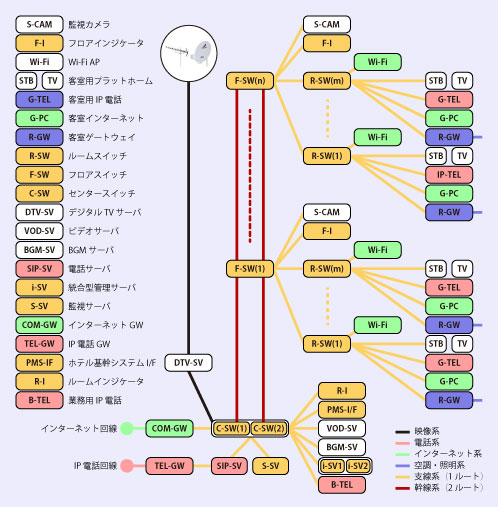 S-CAM 監視カメラ
F-I フロアインジケータ
Wi-Fi Wi-Fi AP
STB TV 客室用プラットホーム
G-TEL 客室用 IP 電話
G-PC 客室インターネット
R-GW 客室ゲートウェイ
R-SW ルームスイッチ
F-SW フロアスイッチ
C-SW センタースイッチ
DTV-SV デジタル TV サーバ
VOD-SV ビデオサーバ
BGM-SV BGM サーバ
SIP-SV 電話サーバ
i-SV 統合型管理サーバ
S-SV 監視サーバ
COM-GW インターネット GW
TEL-GW IP 電話 GW
PMS-IF ホテル基幹システム I/F
R-I ルームインジケータ
B-TEL 業務用 IP 電話
S-CAM
F-I
F-SW(n)
Wi-Fi
R-SW(m)
STB TV
G-TEL
G-PC
R-GW
Wi-Fi
R-SW(1)
STB TV
IP-TEL
G-PC
R-GW
S-CAM
F-I
F-SW(1)
Wi-Fi
R-SW(m)
STB TV
G-TEL
G-PC
R-GW
Wi-Fi
R-SW(1)
STB TV
G-TEL
G-PC
R-GW
DTV-SV
インターネット回線
COM-GW
C-SW(1) C-SW(2)
IP 電話回線
TEL-GW
SIP-SV
S-SV
R-I
PMS-I/F
VOD-SV
BGM-SV
i-SV1 i-SV2
B-TEL
映像系
電話系
インターネット系
空調・照明系
支線系（1 ルート）
幹線系（2 ルート）